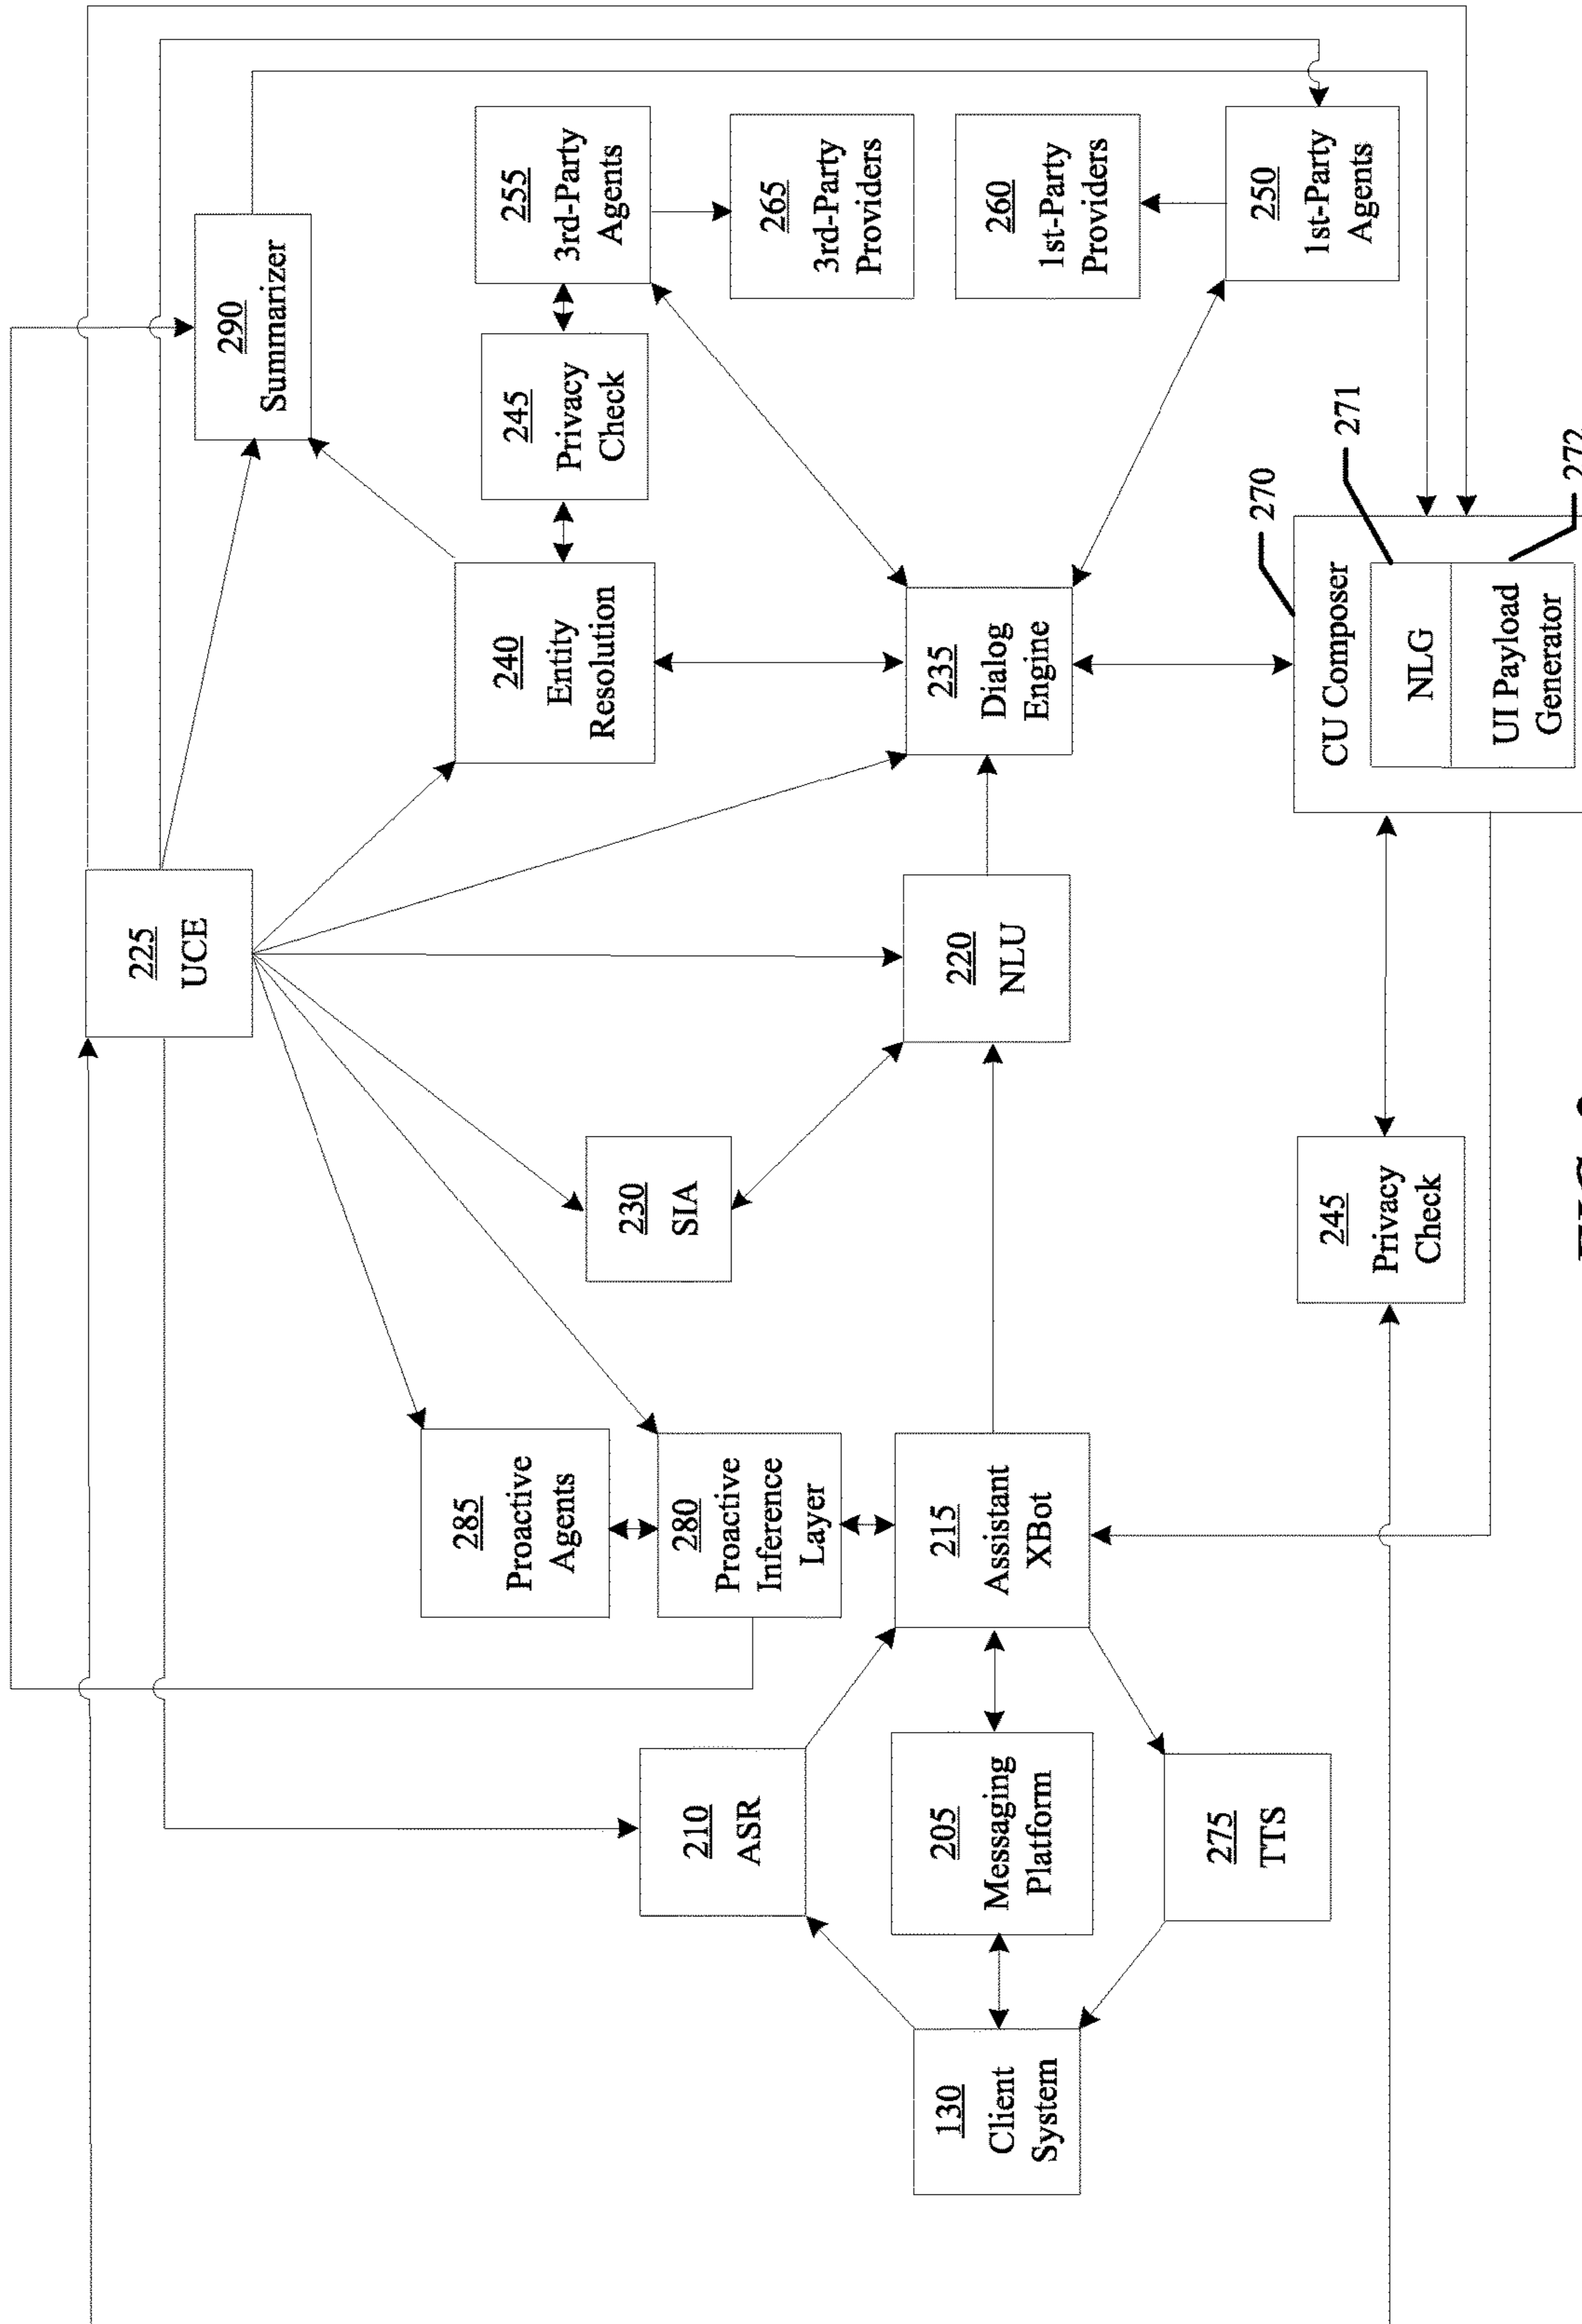 225
UCE
290
Summarizer
285
Proactive
Agents
230
SIA
240
Entity
Resolution
245
Privacy
Check
255
3rd-Party
Agents
210
ASR
280
Proactive
Inference
Layer
265
3rd-Party
Providers
130
Client
System
205
Messaging
Platform
215
Assistant
XBot
220
NLU
235
Dialog
Engine
260
1st-Party
Providers
275
TTS
250
1st-Party
Agents
245
Privacy
Check
270
CU Composer
271
NLG
UI Payload
Generator
272